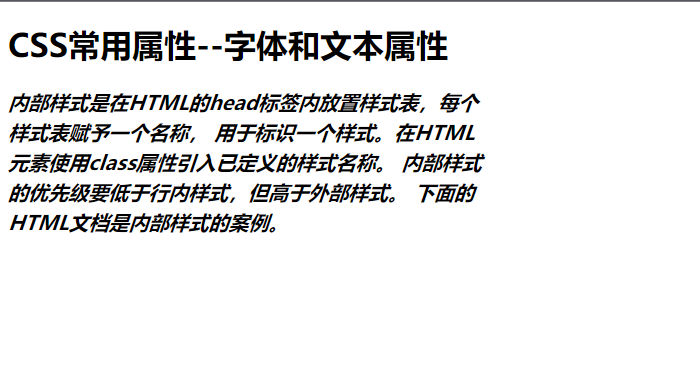 CSS常用属性--字体和文本属性
内部样式是在HTML的head标签内放置样式表，每个
样式表赋予一个名称， 用于标识一个样式。在HTML
元素使用class属性引入已定义的样式名称。 内部样式
的优先级要低于行内样式，但高于外部样式。 下面的
HTML文档是内部样式的案例。